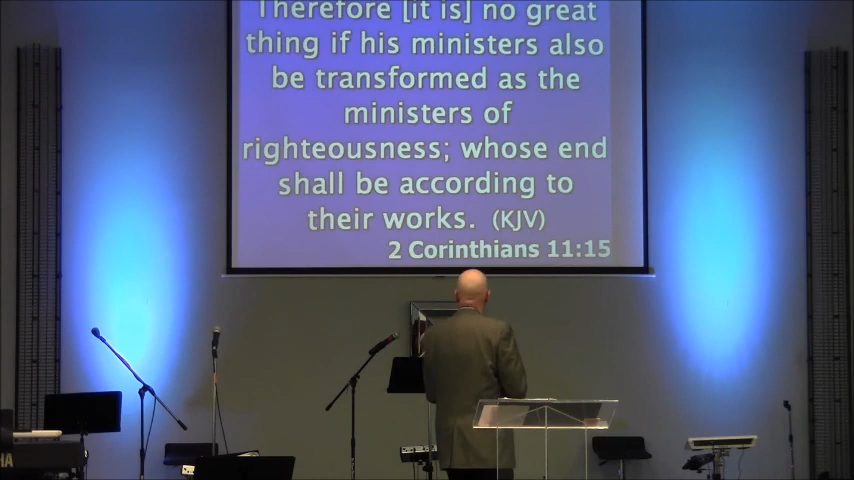 Therefore [it is] no great
thing if his ministers also
be transformed as the
ministers of
righteousness; whose end
shall be according to
their works. (KJV)
2 Corinthians 11:15
HA